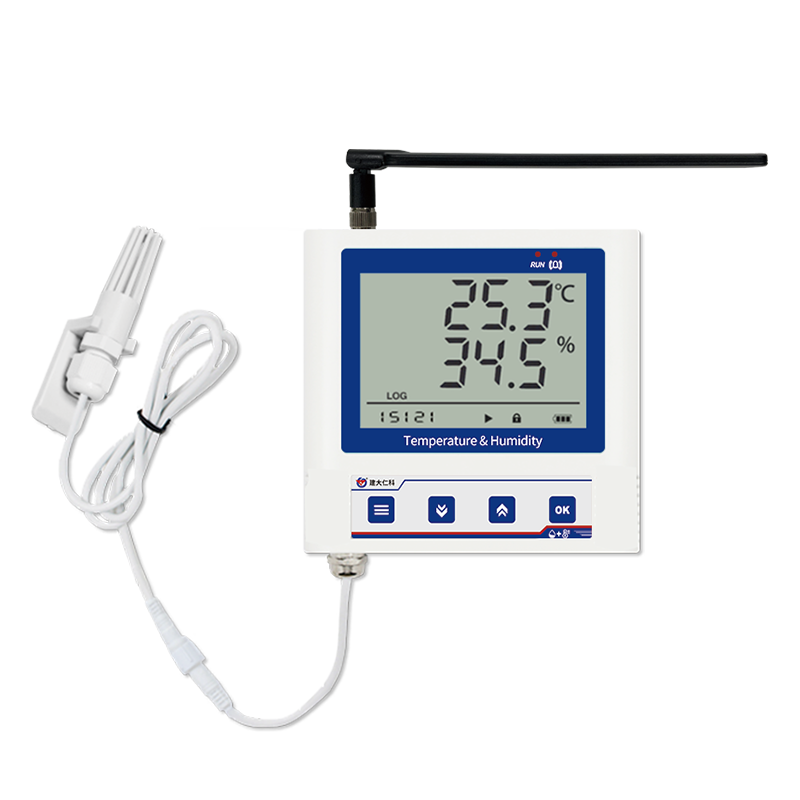 RUN
25.3℃
34.5%
LOG
15121
Temperature & Humidity
建大仁科
OK